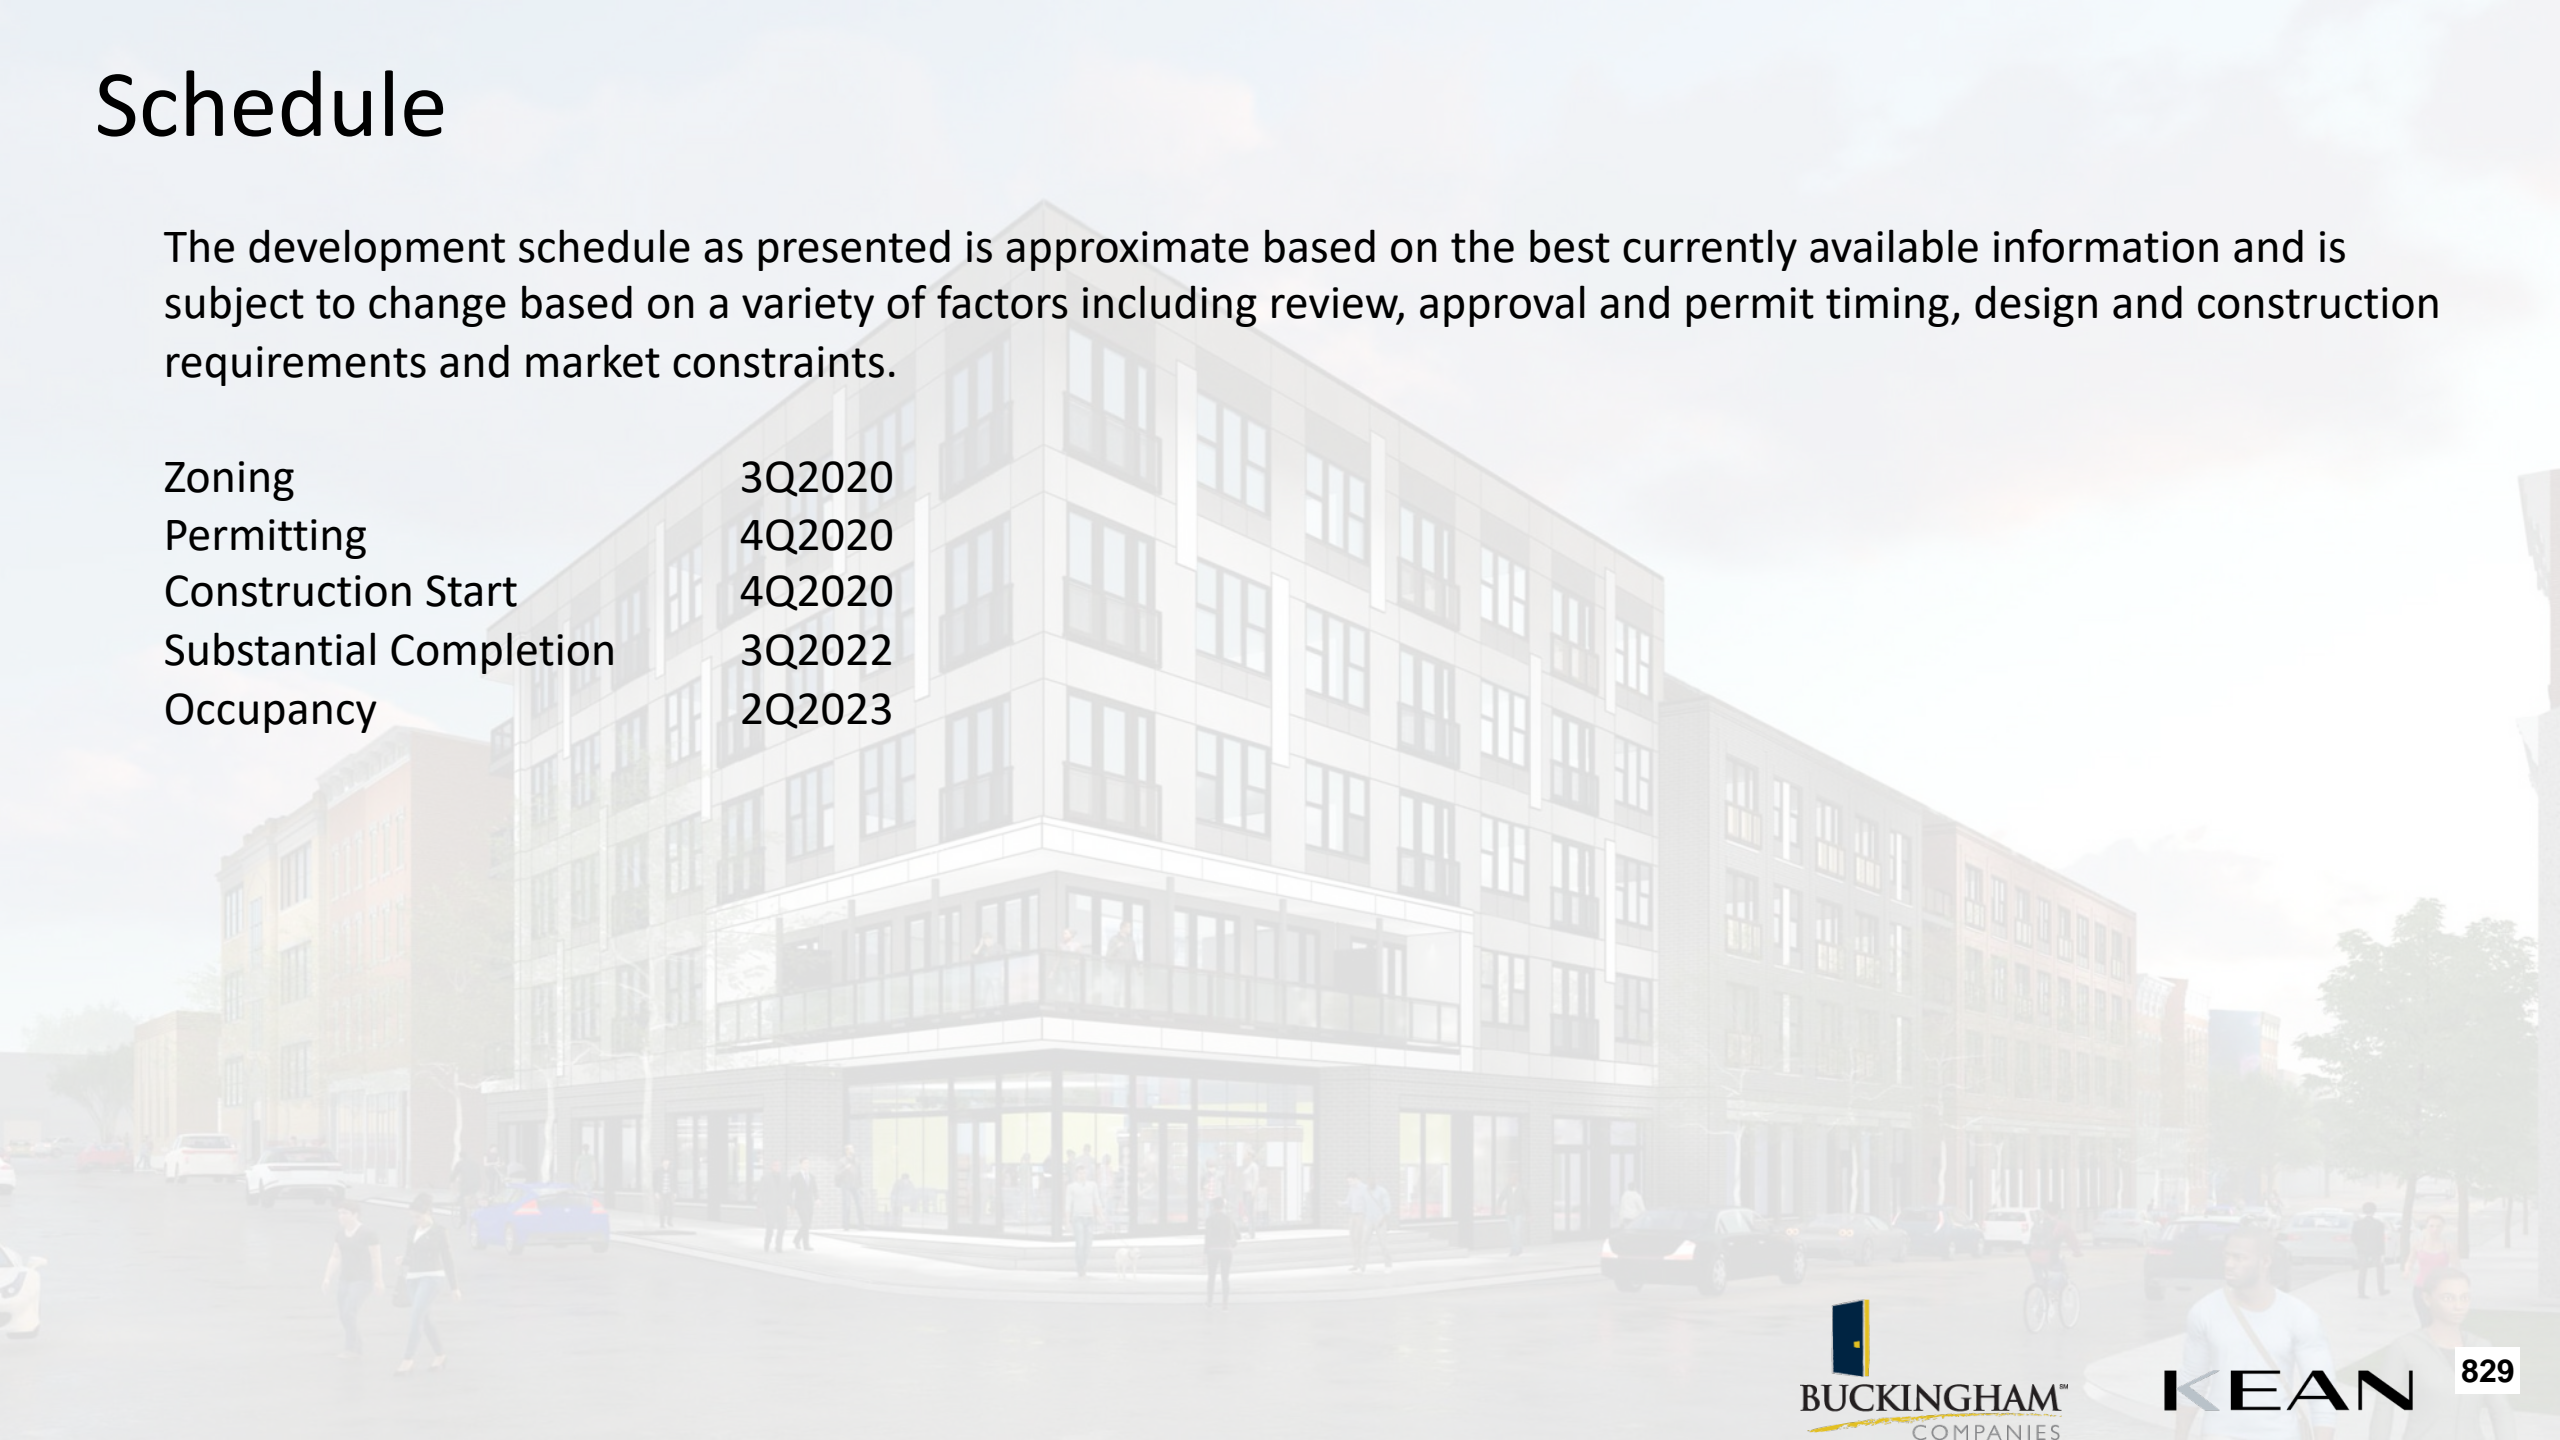 Schedule
The development schedule as presented is approximate based on the best currently available information and is
subject to change based on a variety of factors including review, approval and permit timing, design and construction
requirements and market constraints.
Zoning 3Q2020
Permitting 4Q2020
Construction Start 4Q2020
Substantial Completion 3Q2022
Occupancy 2Q2023
BUCKINGHAM℠
COMPANIES
KEAN
829